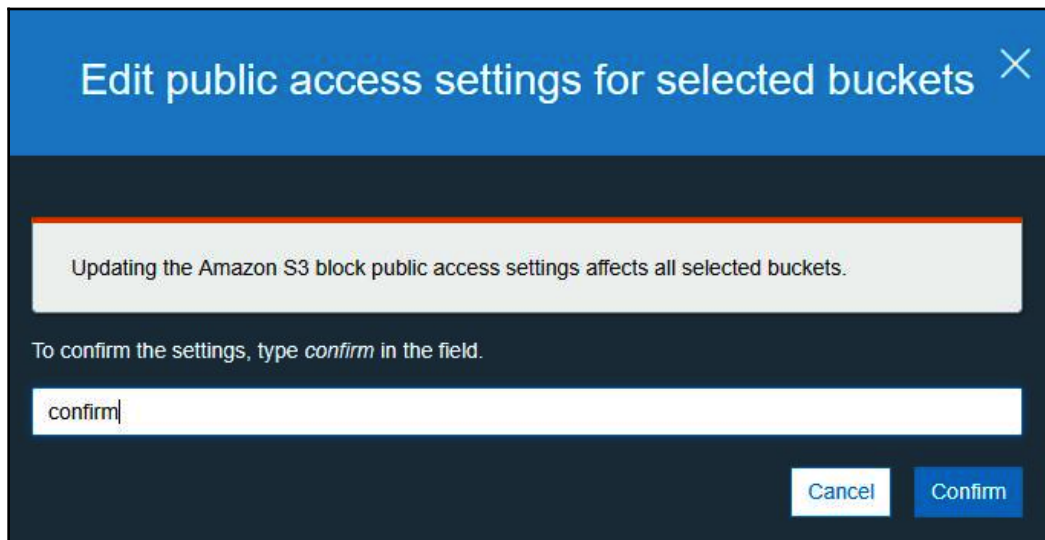 Edit public access settings for selected buckets
Updating the Amazon S3 block public access settings affects all selected buckets.
To confirm the settings, type confirm in the field.
confirm
Cancel
Confirm